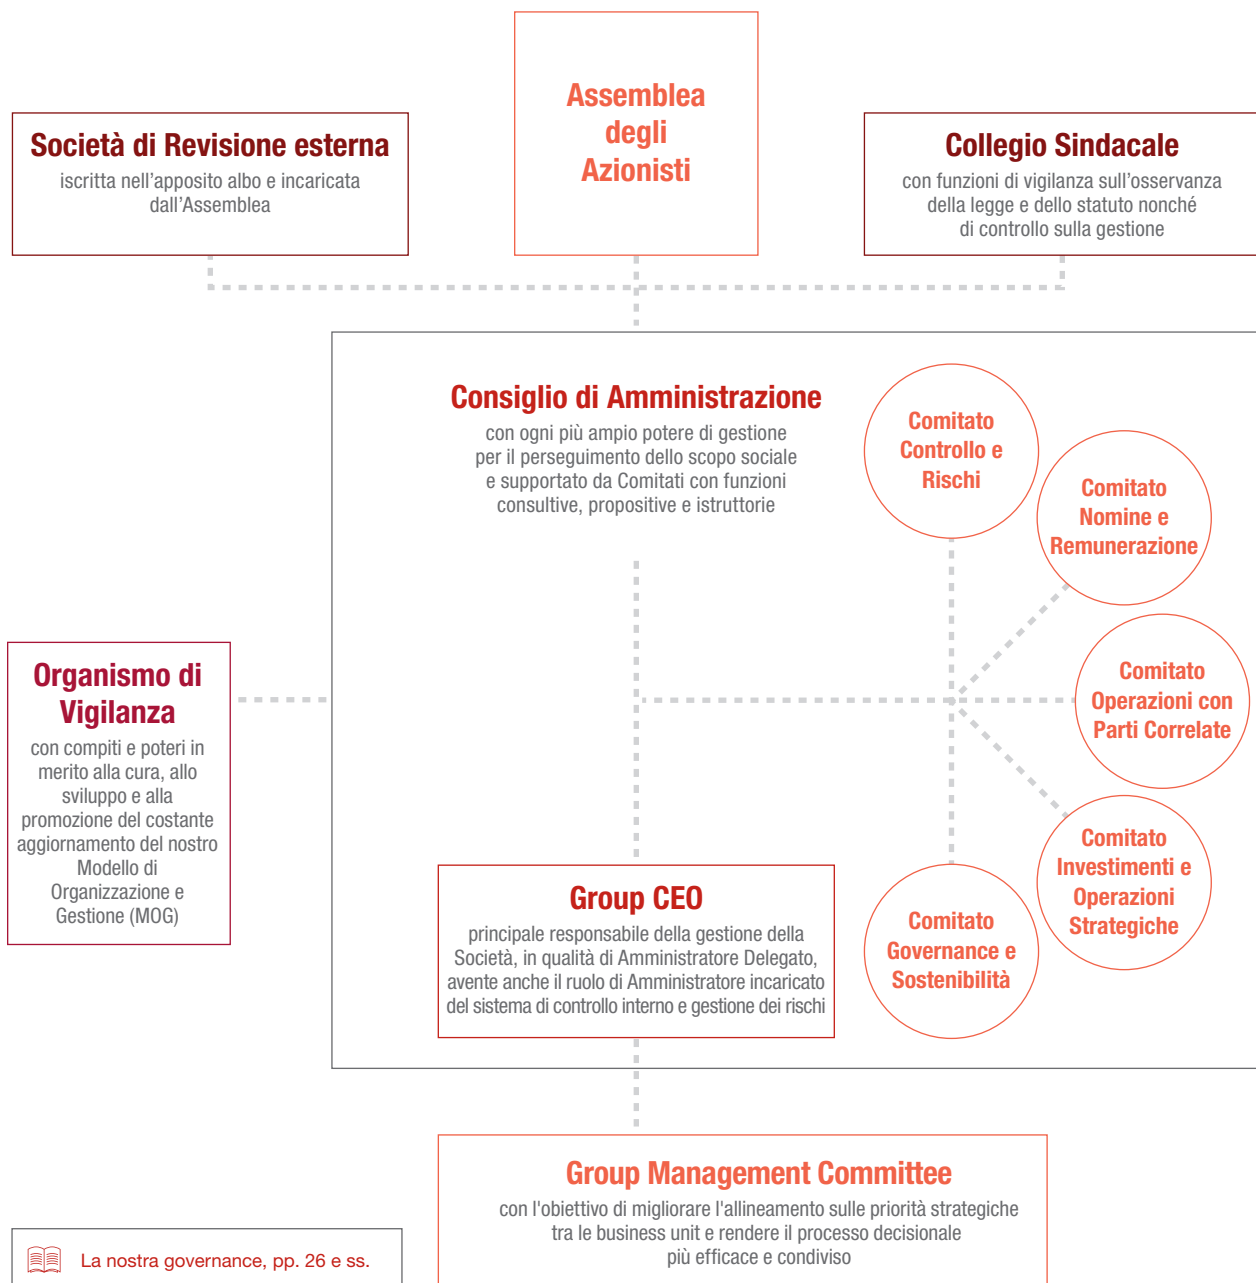 Assemblea
degli
Azionisti
Società di Revisione esterna
iscritta nell'apposito albo e incaricata
dall'Assemblea
Collegio Sindacale
con funzioni di vigilanza sull'osservanza
della legge e dello statuto nonché
di controllo sulla gestione
Consiglio di Amministrazione
con ogni più ampio potere di gestione
per il perseguimento dello scopo sociale
e supportato da Comitati con funzioni
consultive, propositive e istruttorie
Comitato
Controllo e
Rischi
Comitato
Nomine e
Remunerazione
Comitato
Operazioni con
Parti Correlate
Comitato
Investimenti e
Operazioni
Strategiche
Comitato
Governance e
Sostenibilità
Organismo di
Vigilanza
con compiti e poteri in
merito alla cura, allo
sviluppo e alla
promozione del costante
aggiornamento del nostro
Modello di
Organizzazione e
Gestione (MOG)
Group CEO
principale responsabile della gestione della
Società, in qualità di Amministratore Delegato,
avente anche il ruolo di Amministratore incaricato
del sistema di controllo interno e gestione dei rischi
Group Management Committee
con l'obiettivo di migliorare l'allineamento sulle priorità strategiche
tra le business unit e rendere il processo decisionale
più efficace e condiviso
La nostra governance, pp. 26 e ss.